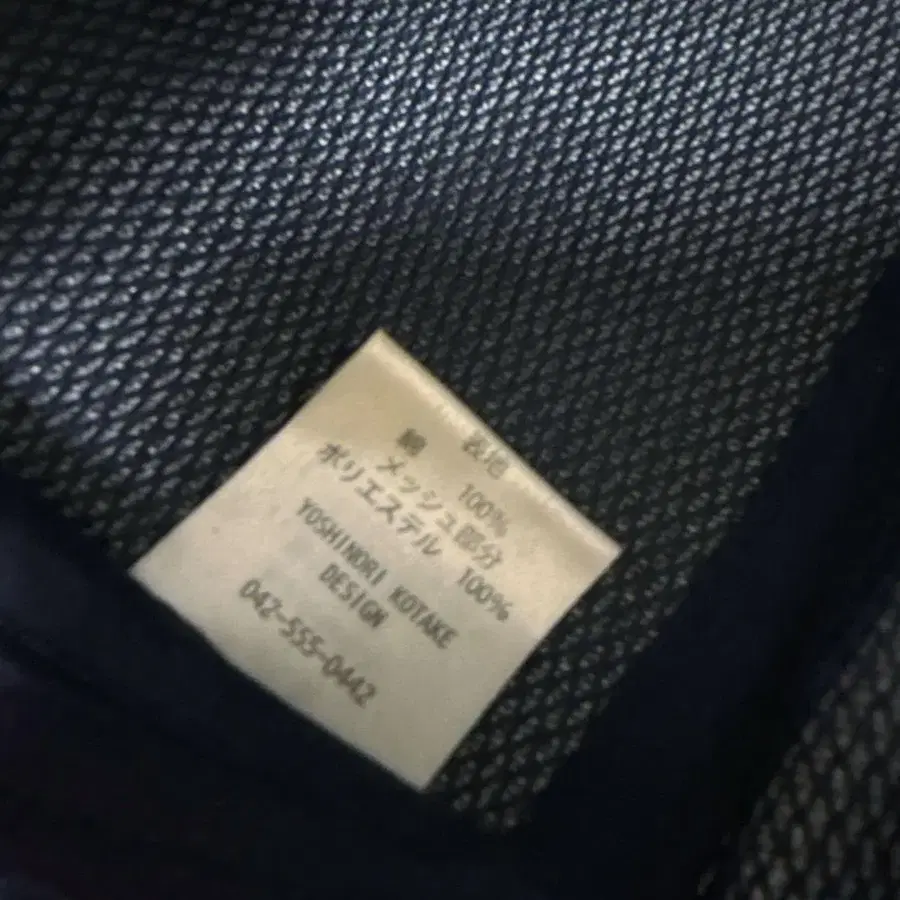 表地
綿 100%
メッシュ部分
ポリエステル 100%
YOSHINORI KOTAKE
DESIGN
042-555-0442